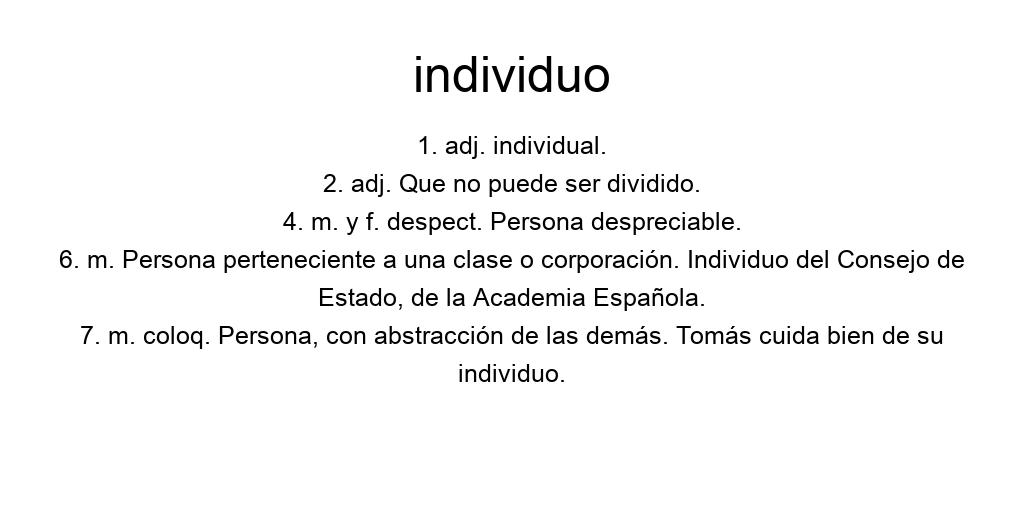 individuo
1. adj. individual.
2. adj. Que no puede ser dividido.
4. m. y f. despect. Persona despreciable.
6. m. Persona perteneciente a una clase o corporación. Individuo del Consejo de
Estado, de la Academia Española.
7. m. coloq. Persona, con abstracción de las demás. Tomás cuida bien de su
individuo.